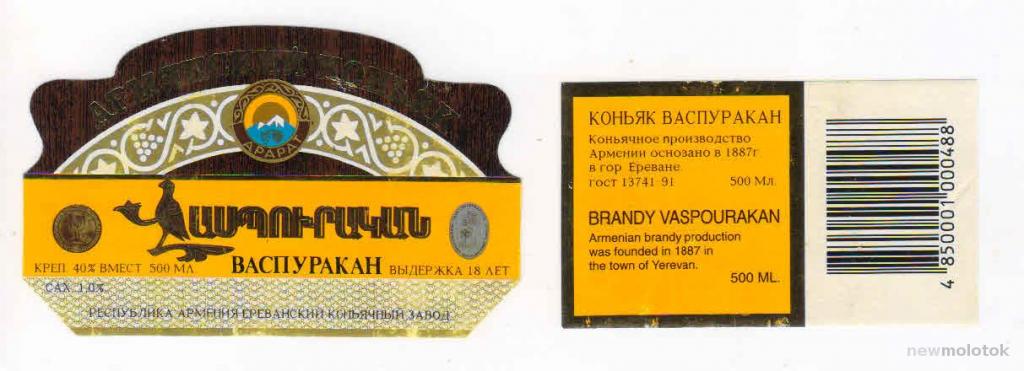 АРМЯНСКИЙ КОНЬЯК
АРАРАТ
ՎԱՍՊՈՒՐԱԿԱՆ
КРЕП. 40% ВМЕСТ 500 МЛ.
ВАСПУРАКАН
ВЫДЕРЖКА 18 ЛЕТ
САХ. 1.0%
РЕСПУБЛИКА АРМЕНИЯ ЕРЕВАНСКИЙ КОНЬЯЧНЫЙ ЗАВОД
КОНЬЯК ВАСПУРАКАН
Коньячное производство
Армении основано в 1887г
в гор Ереване.
гост 13741 91 500 Мл.
BRANDY VASPOURAKAN
Armenian brandy production
was founded in 1887 in
the town of Yerevan.
500 ML.
4 850001 000488
newmolotok